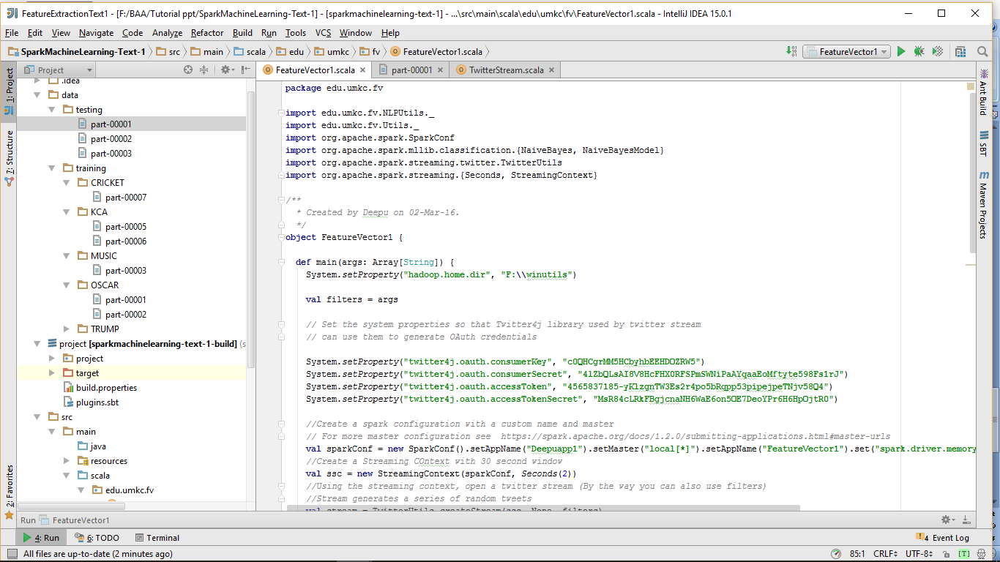 FeatureExtractionText1 - [F:/BAA/Tutorial ppt/SparkMachineLearning-Text-1] - [sparkmachinelearning-text-1] - ...\src\main\scala\edu\umkc\fv\FeatureVector1.scala - IntelliJ IDEA 15.0.1
File Edit View Navigate Code Analyze Refactor Build Run Tools VCS Window Help
SparkMachineLearning-Text-1 src main scala edu umkc fv FeatureVector1.scala FeatureVector1
Project
FeatureVector1.scala part-00001 TwitterStream.scala
1: Project
7: Structure
2: Favorites
.idea
data
testing
part-00001
part-00002
part-00003
training
CRICKET
part-00007
KCA
part-00005
part-00006
MUSIC
part-00003
OSCAR
part-00001
part-00002
TRUMP
project [sparkmachinelearning-text-1-build] (s
project
target
build.properties
plugins.sbt
src
main
java
resources
scala
edu.umkc.fv
package edu.umkc.fv
import edu.umkc.fv.NLPUtils._
import edu.umkc.fv.Utils._
import org.apache.spark.SparkConf
import org.apache.spark.mllib.classification.{NaiveBayes, NaiveBayesModel}
import org.apache.spark.streaming.twitter.TwitterUtils
import org.apache.spark.streaming.{Seconds, StreamingContext}
/**
* Created by Deepu on 02-Mar-16.
*/
object FeatureVector1 {
def main(args: Array[String]) {
System.setProperty("hadoop.home.dir", "F:\\winutils")
val filters = args
// Set the system properties so that Twitter4j library used by twitter stream
// can use them to generate OAuth credentials
System.setProperty("twitter4j.oauth.consumerKey", "c0QHCgrMM5HCbyhbEEHDOZRW5")
System.setProperty("twitter4j.oauth.consumerSecret", "4lZbQLsAI8V8HcFHX0RFSPmSWNiPaAYqaaEoMftyte598Fs1rJ")
System.setProperty("twitter4j.oauth.accessToken", "4565837185-yKlzgnTW3Es2r4po5bRqpp53pipejpeTNjv58Q4")
System.setProperty("twitter4j.oauth.accessTokenSecret", "MsR84cLRkFBgjcnaNH6WaE6on5OE7DeoYPr6H6HpOjtR0")
//Create a spark configuration with a custom name and master
// For more master configuration see https://spark.apache.org/docs/1.2.0/submitting-applications.html#master-urls
val sparkConf = new SparkConf().setAppName("Deepuapp1").setMaster("local[*]").setAppName("FeatureVector1").set("spark.driver.memory
//Create a Streaming COntext with 30 second window
val ssc = new StreamingContext(sparkConf, Seconds(2))
//Using the streaming context, open a twitter stream (By the way you can also use filters)
//Stream generates a series of random tweets
val stream = TwitterUtils.createStream(ssc, None, filters)
Ant Build
SBT
Maven Projects
Run FeatureVector1
4: Run 6: TODO Terminal 4 Event Log
All files are up-to-date (2 minutes ago) 85:1 CRLF UTF-8 [T]